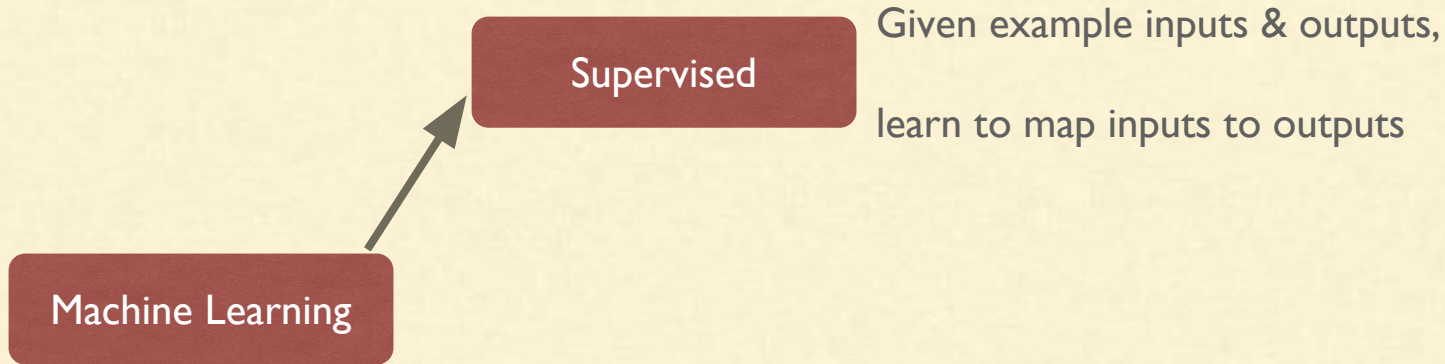 Supervised
Given example inputs & outputs,
learn to map inputs to outputs
Machine Learning